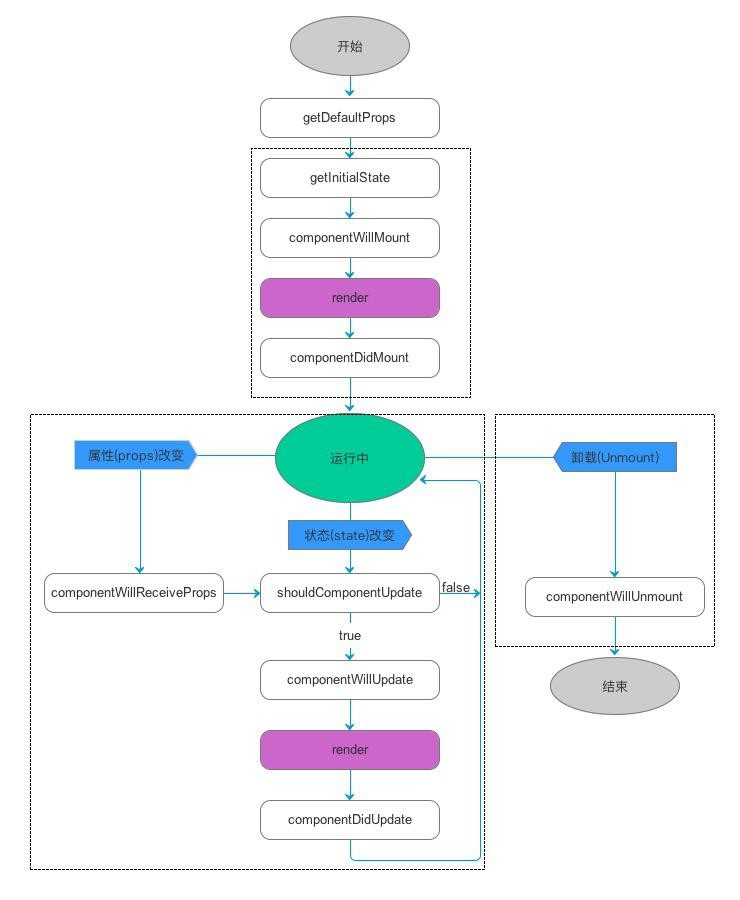 开始
getDefaultProps
getInitialState
componentWillMount
render
componentDidMount
属性(props)改变
运行中
卸载(Unmount)
状态(state)改变
componentWillReceiveProps
shouldComponentUpdate
false
componentWillUnmount
true
componentWillUpdate
结束
render
componentDidUpdate